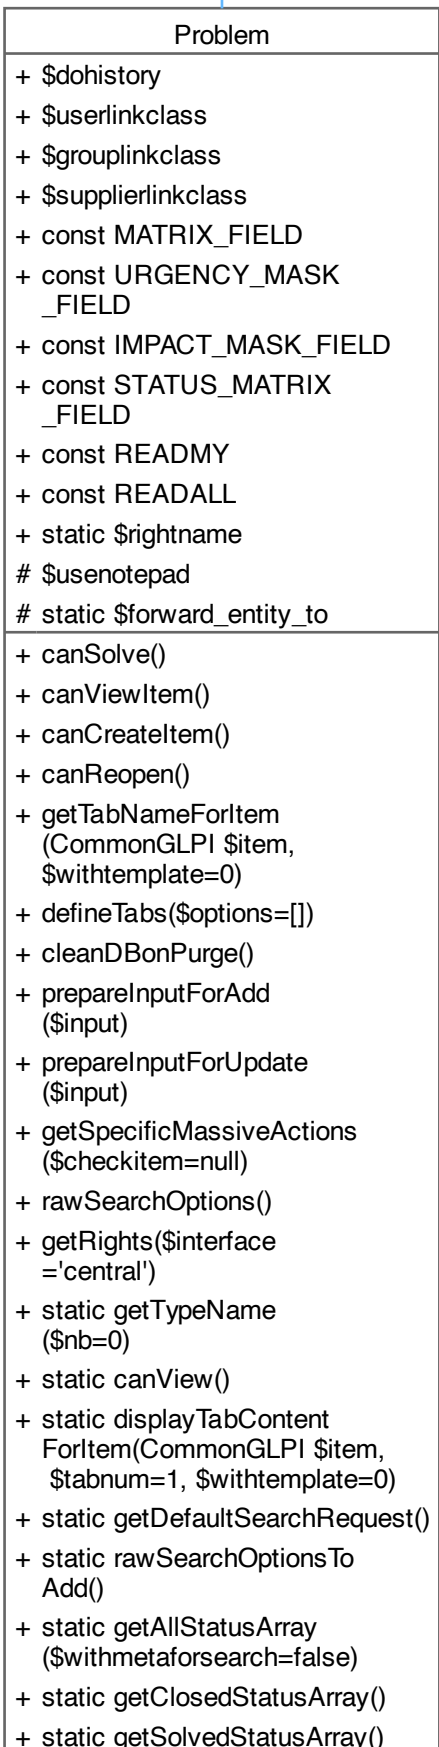 Problem
+ $dohistory
+ $userlinkclass
+ $grouplinkclass
+ $supplierlinkclass
+ const MATRIX_FIELD
+ const URGENCY_MASK
_FIELD
+ const IMPACT_MASK_FIELD
+ const STATUS_MATRIX
_FIELD
+ const READMY
+ const READALL
+ static $rightname
# $usenotepad
# static $forward_entity_to
+ canSolve()
+ canViewItem()
+ canCreateItem()
+ canReopen()
+ getTabNameForItem
(CommonGLPI $item,
$withtemplate=0)
+ defineTabs($options=[])
+ cleanDBonPurge()
+ prepareInputForAdd
($input)
+ prepareInputForUpdate
($input)
+ getSpecificMassiveActions
($checkitem=null)
+ rawSearchOptions()
+ getRights($interface
='central')
+ static getTypeName
($nb=0)
+ static canView()
+ static displayTabContent
ForItem(CommonGLPI $item,
$tabnum=1, $withtemplate=0)
+ static getDefaultSearchRequest()
+ static rawSearchOptionsTo
Add()
+ static getAllStatusArray
($withmetaforsearch=false)
+ static getClosedStatusArray()
+ static getSolvedStatusArray()